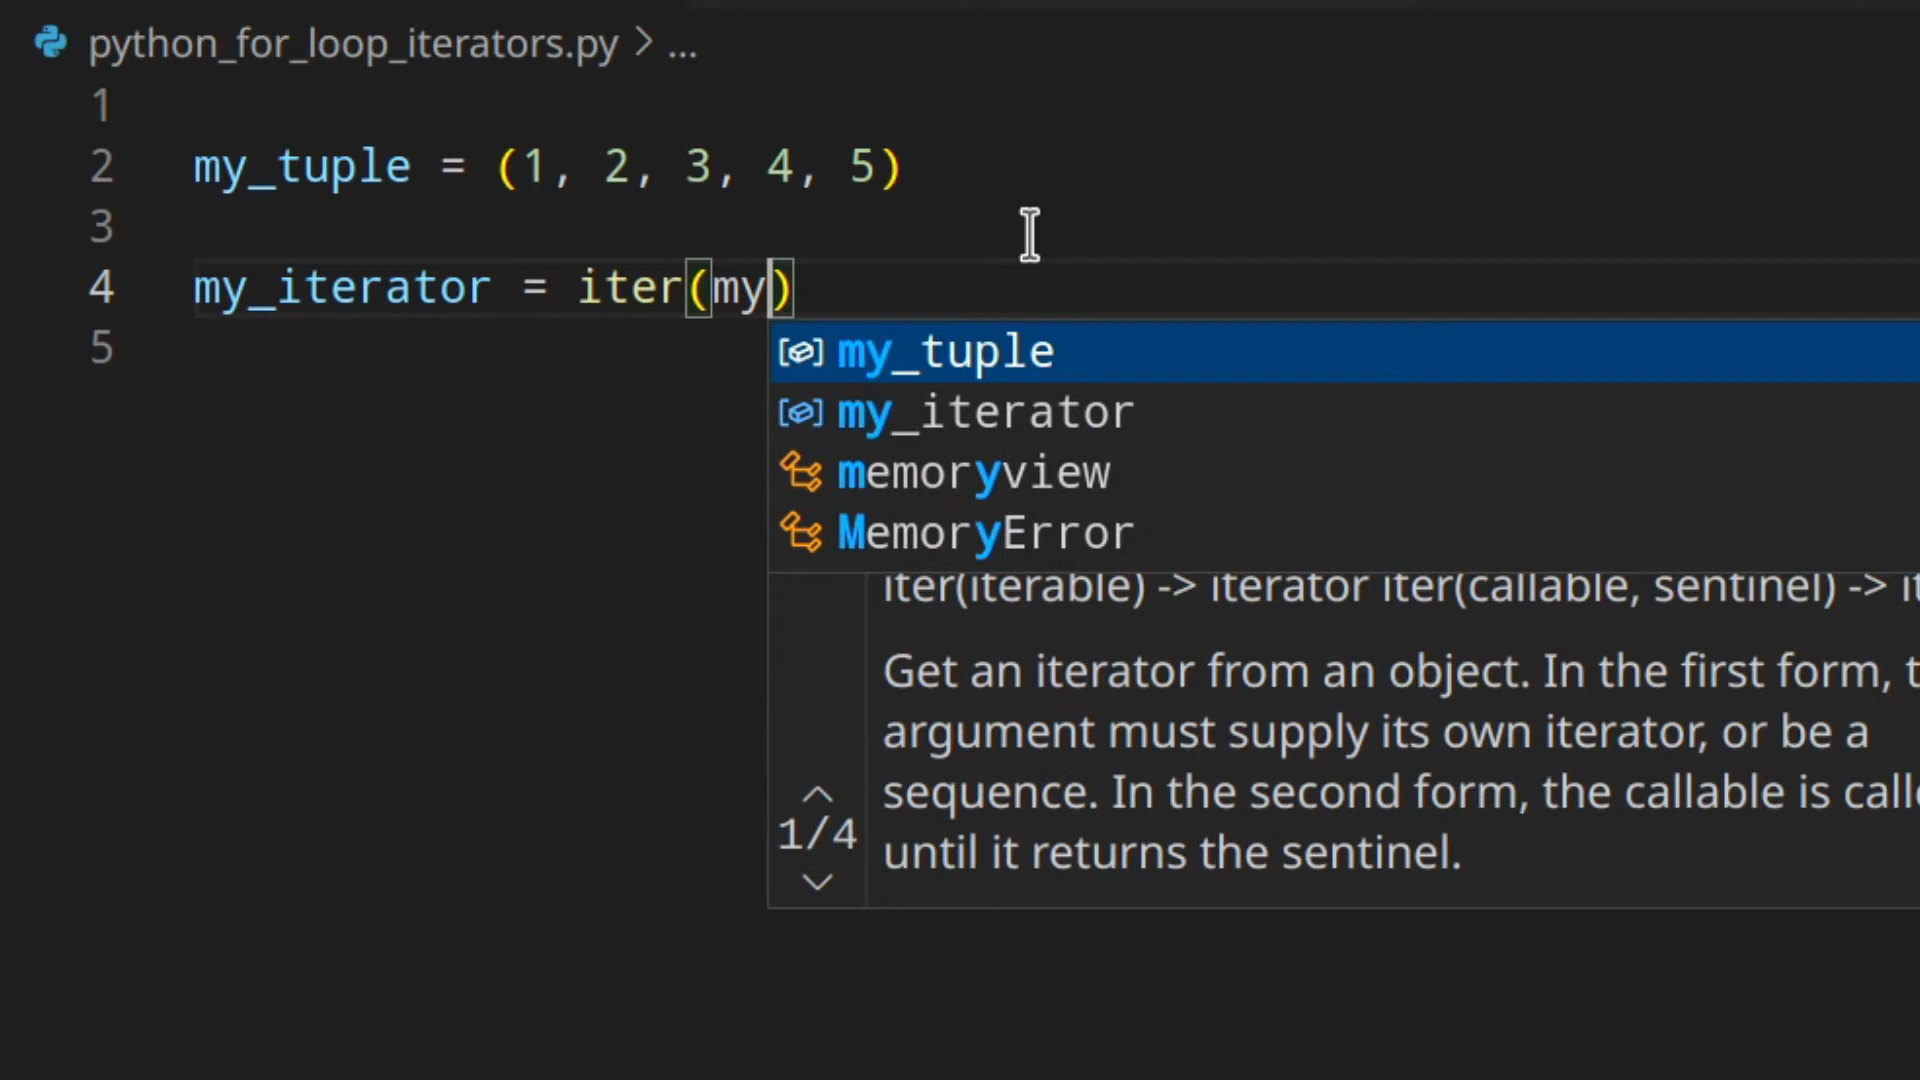 python_for_loop_iterators.py > ...
1
2 my_tuple = (1, 2, 3, 4, 5)
3
4 my_iterator = iter(my)
5
my_tuple
my_iterator
memoryview
MemoryError
iter(iterable) -> iterator iter(callable, sentinel) ->
Get an iterator from an object. In the first form,
argument must supply its own iterator, or be a
sequence. In the second form, the callable is
until it returns the sentinel.
1/4